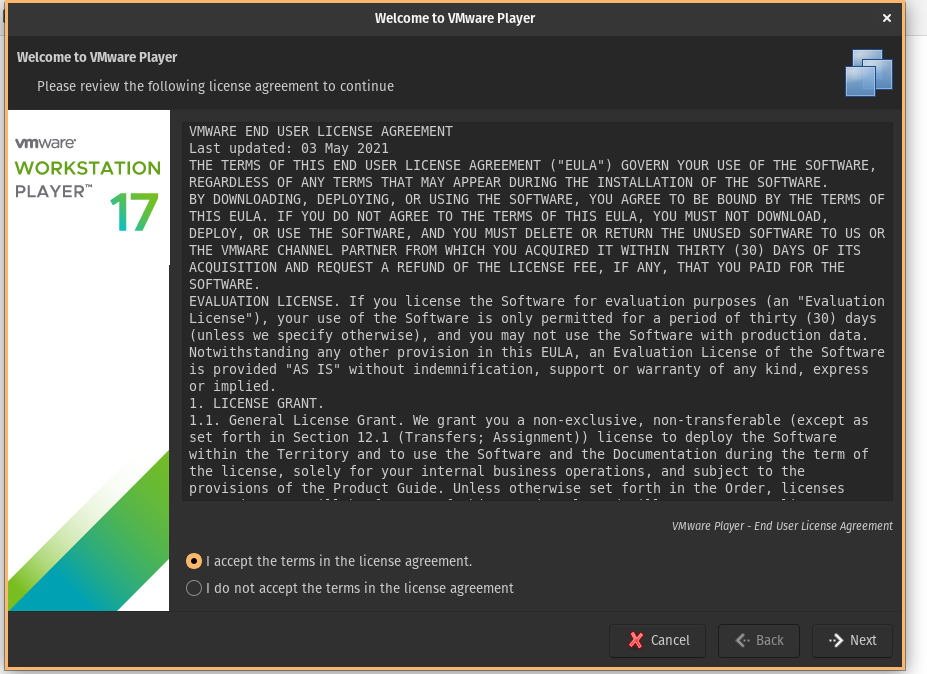 Welcome to VMware Player
Welcome to VMware Player
Please review the following license agreement to continue
vmware
WORKSTATION
PLAYER™
17
VMWARE END USER LICENSE AGREEMENT
Last updated: 03 May 2021
THE TERMS OF THIS END USER LICENSE AGREEMENT ("EULA") GOVERN YOUR USE OF THE SOFTWARE,
REGARDLESS OF ANY TERMS THAT MAY APPEAR DURING THE INSTALLATION OF THE SOFTWARE.
BY DOWNLOADING, DEPLOYING, OR USING THE SOFTWARE, YOU AGREE TO BE BOUND BY THE TERMS OF
THIS EULA. IF YOU DO NOT AGREE TO THE TERMS OF THIS EULA, YOU MUST NOT DOWNLOAD,
DEPLOY, OR USE THE SOFTWARE, AND YOU MUST DELETE OR RETURN THE UNUSED SOFTWARE TO US OR
THE VMWARE CHANNEL PARTNER FROM WHICH YOU ACQUIRED IT WITHIN THIRTY (30) DAYS OF ITS
ACQUISITION AND REQUEST A REFUND OF THE LICENSE FEE, IF ANY, THAT YOU PAID FOR THE
SOFTWARE.
EVALUATION LICENSE. If you license the Software for evaluation purposes (an "Evaluation
License"), your use of the Software is only permitted for a period of thirty (30) days
(unless we specify otherwise), and you may not use the Software with production data.
Notwithstanding any other provision in this EULA, an Evaluation License of the Software
is provided "AS IS" without indemnification, support or warranty of any kind, express
or implied.
1. LICENSE GRANT.
1.1. General License Grant. We grant you a non-exclusive, non-transferable (except as
set forth in Section 12.1 (Transfers; Assignment)) license to deploy the Software
within the Territory and to use the Software and the Documentation during the term of
the license, solely for your internal business operations, and subject to the
provisions of the Product Guide. Unless otherwise set forth in the Order, licenses
VMware Player - End User License Agreement
I accept the terms in the license agreement.
I do not accept the terms in the license agreement
Cancel
Back
Next